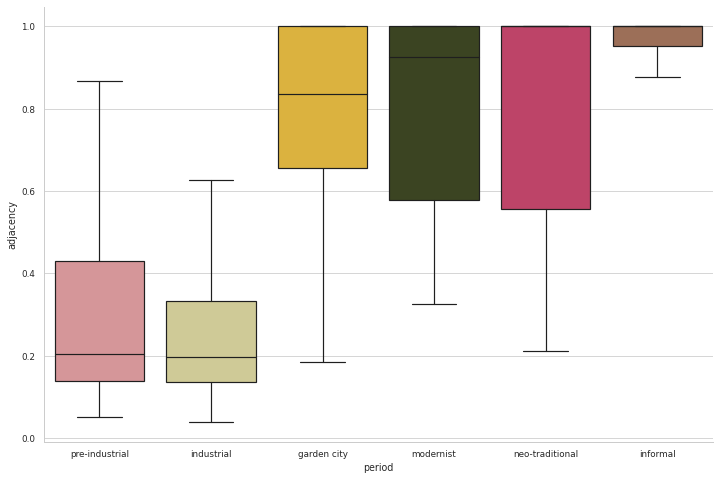 1.0
0.8
0.6
0.4
0.2
0.0
adjacency
pre-industrial
industrial
garden city
modernist
neo-traditional
informal
period